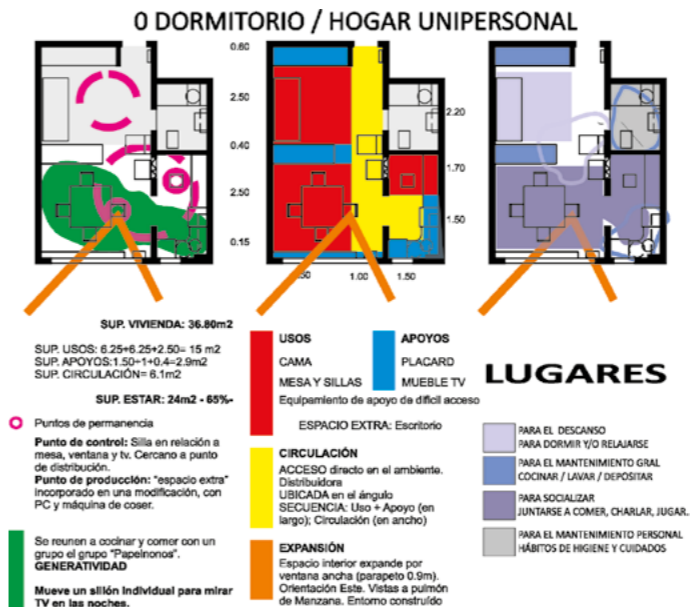 0 DORMITORIO / HOGAR UNIPERSONAL
0.60
2.50
0.40
2.50
0.15
2.20
1.70
1.50
.50
1.00
1.50
SUP. VIVIENDA: 36.80m2
SUP. USOS: 6.25+6.25+2.50= 15 m2
SUP. APOYOS:1.50+1+0.4=2.9m2
SUP. CIRCULACIÓN= 6.1m2
SUP. ESTAR: 24m2 - 65%-
Puntos de permanencia
Punto de control: Silla en relación a
mesa, ventana y tv. Cercano a punto
de distribución.
Punto de producción: "espacio extra"
incorporado en una modificación, con
PC y máquina de coser.
Se reunen a cocinar y comer con un
grupo el grupo "Papeinonos".
GENERATIVIDAD
Mueve un sillón individual para mirar
TV en las noches.
USOS
CAMA
MESA Y SILLAS
APOYOS
PLACARD
MUEBLE TV
Equipamiento de apoyo de dificil acceso
ESPACIO EXTRA: Escritorio
CIRCULACIÓN
ACCESO directo en el ambiente.
Distribuidora
UBICADA en el ángulo
SECUENCIA: Uso + Apoyo (en
largo); Circulación (en ancho)
EXPANSIÓN
Espacio interior expande por
ventana ancha (parapeto 0.9m).
Orientación Este. Vistas a pulmón
de Manzana. Entorno construído
LUGARES
PARA EL DESCANSO
PARA DORMIR Y/O RELAJARSE
PARA EL MANTENIMIENTO GRAL
COCINAR / LAVAR / DEPOSITAR
PARA SOCIALIZAR
JUNTARSE A COMER, CHARLAR, JUGAR.
PARA EL MANTENIMIENTO PERSONAL
HÁBITOS DE HIGIENE Y CUIDADOS